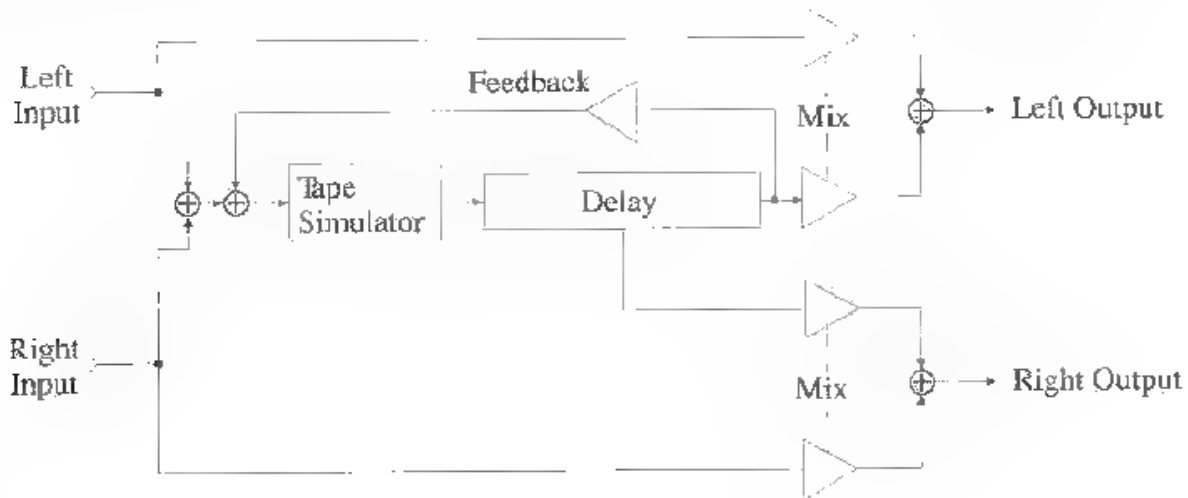 Left
Input
Feedback
Mix
Left Output
Tape
Simulator
Delay
Right
Input
Mix
Right Output